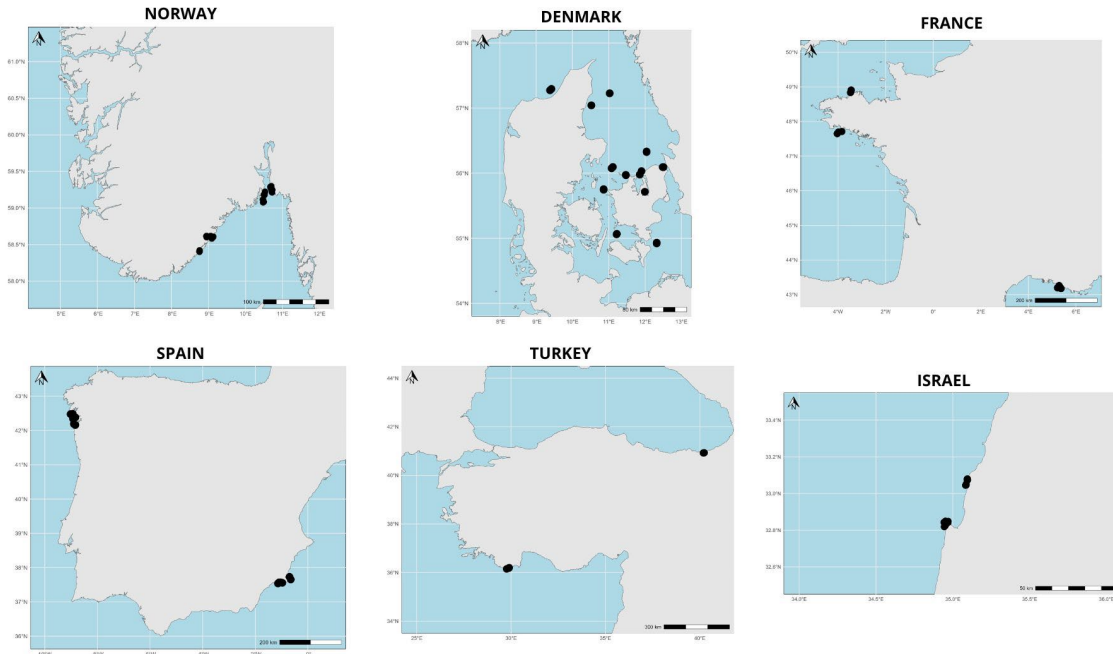 NORWAY
N
61.0°N
60.5°N
60.0°N
59.5°N
59.0°N
58.5°N
58.0°N
100 km
5°E 6°E 7°E 8°E 9°E 10°E 11°E 12°E
DENMARK
N
58°N
57°N
56°N
55°N
54°N
50 km
8°E 9°E 10°E 11°E 12°E 13°E
FRANCE
N
50°N
49°N
48°N
47°N
46°N
45°N
44°N
43°N
200 km
4°W 2°W 0° 2°E 4°E 6°E
SPAIN
N
43°N
42°N
41°N
40°N
39°N
38°N
37°N
36°N
200 km
TURKEY
N
44°N
42°N
40°N
38°N
36°N
34°N
300 km
25°E 30°E 35°E 40°E
ISRAEL
N
33.4°N
33.2°N
33.0°N
32.8°N
32.6°N
50 km
34.0°E 34.5°E 35.0°E 35.5°E 36.0°E